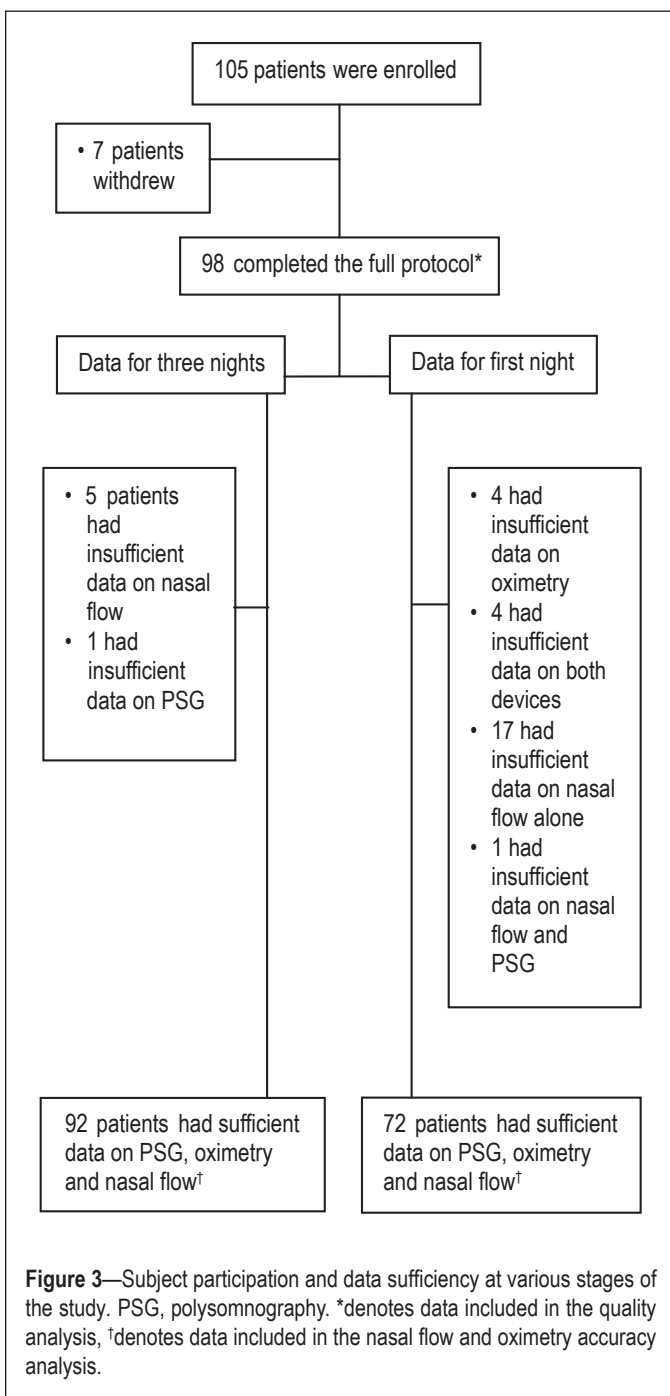 105 patients were enrolled
• 7 patients
withdrew
98 completed the full protocol*
Data for three nights
Data for first night
• 5 patients
had
insufficient
data on nasal
flow
• 1 had
insufficient
data on PSG
• 4 had
insufficient
data on
oximetry
• 4 had
insufficient
data on both
devices
• 17 had
insufficient
data on nasal
flow alone
• 1 had
insufficient
data on nasal
flow and
PSG
92 patients had sufficient
data on PSG, oximetry
and nasal flow†
72 patients had sufficient
data on PSG, oximetry
and nasal flow†
Figure 3—Subject participation and data sufficiency at various stages of
the study. PSG, polysomnography. *denotes data included in the quality
analysis, †denotes data included in the nasal flow and oximetry accuracy
analysis.